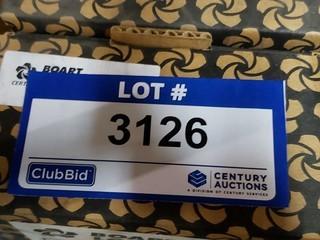 BOART
LOT #
3126
ClubBid
CENTURY
AUCTIONS
A DIVISION OF CENTURY SERVICES